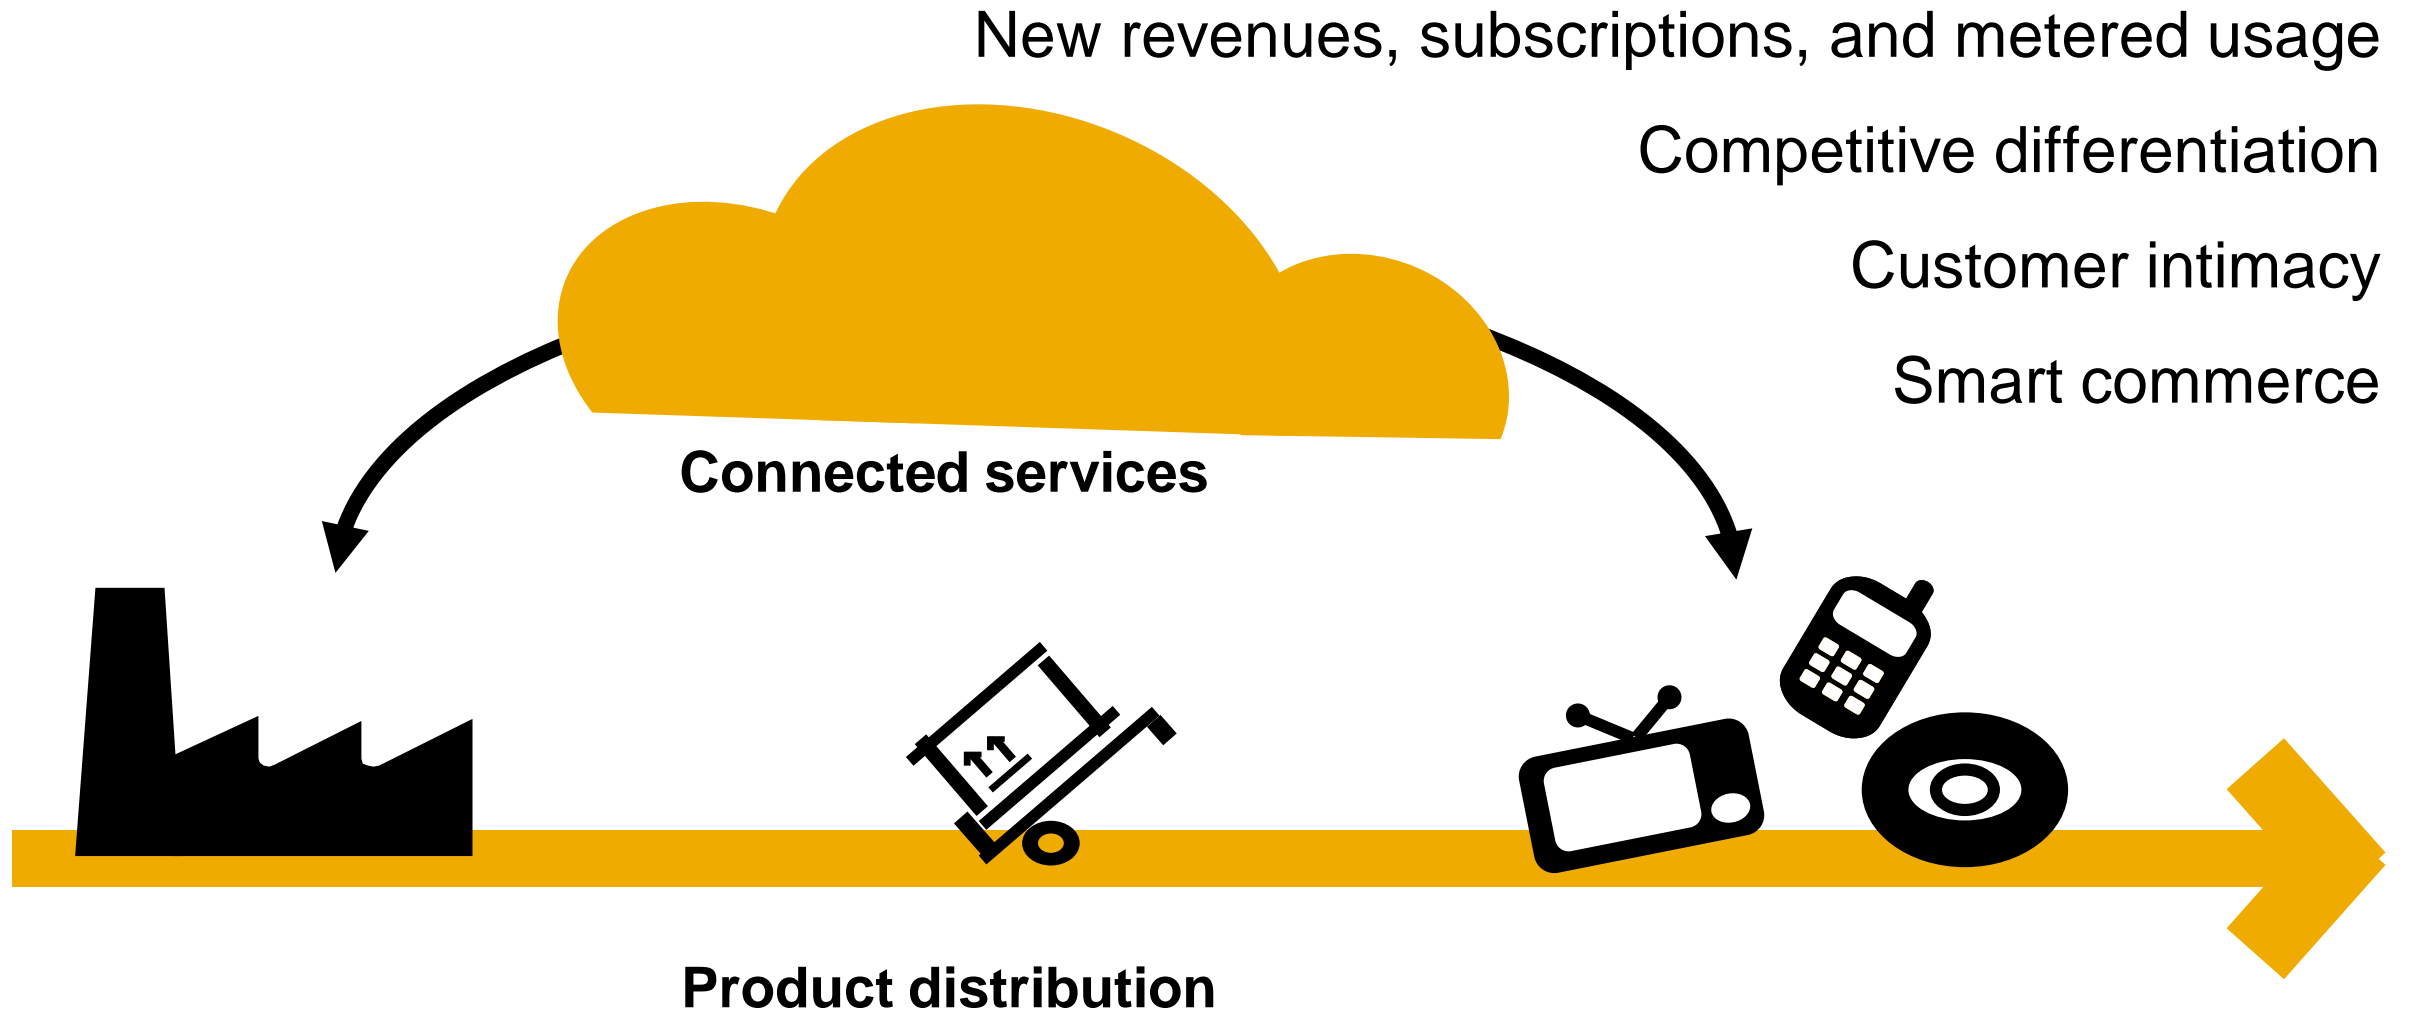 New revenues, subscriptions, and metered usage
Competitive differentiation
Customer intimacy
Smart commerce
Connected services
Product distribution